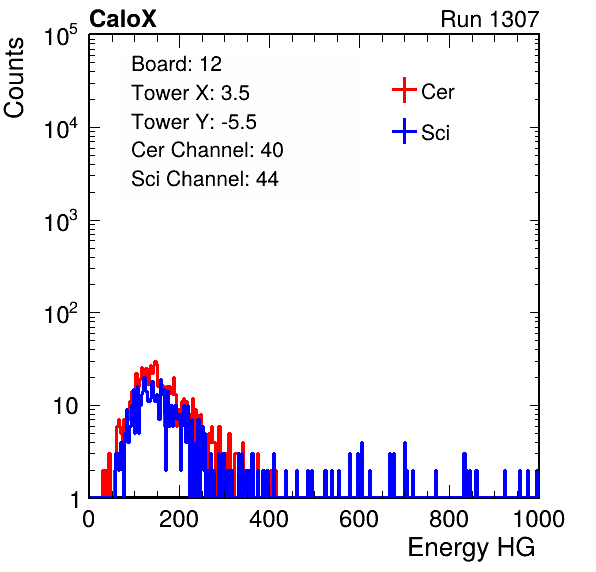 CaloX Run 1307
Counts
10^5
10^4
10^3
10^2
10
1
Board: 12
Tower X: 3.5
Tower Y: -5.5
Cer Channel: 40
Sci Channel: 44
Cer
Sci
0 200 400 600 800 1000
Energy HG